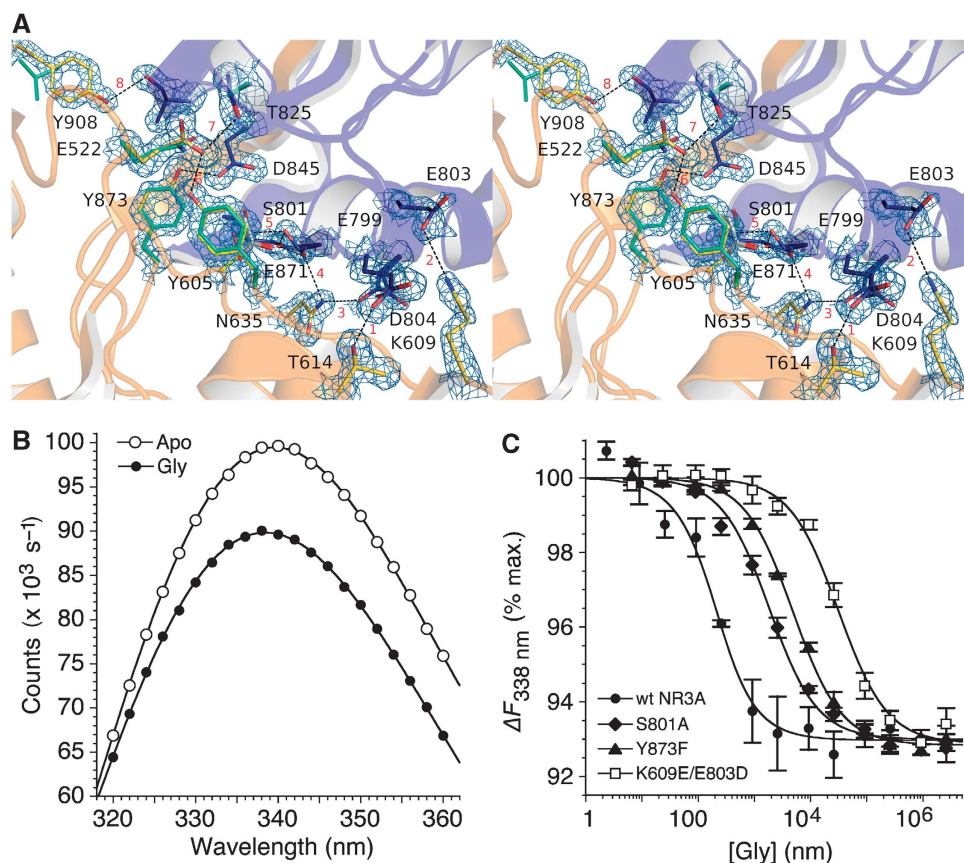 A
8
Y908
E522
7
T825
D845
E803
Y873
S801
5
E799
Y605
E871
4
2
N635
3
D804
1
K609
T614
8
Y908
E522
7
T825
D845
E803
Y873
S801
5
E799
Y605
E871
4
2
N635
3
D804
1
K609
T614
B
Apo
Gly
100
95
90
85
80
75
70
65
60
Counts (x 10³ s⁻¹)
320 330 340 350 360
Wavelength (nm)
C
100
98
96
94
92
ΔF338 nm (% max.)
wt NR3A
S801A
Y873F
K609E/E803D
1 100 10⁴ 10⁶
[Gly] (nm)